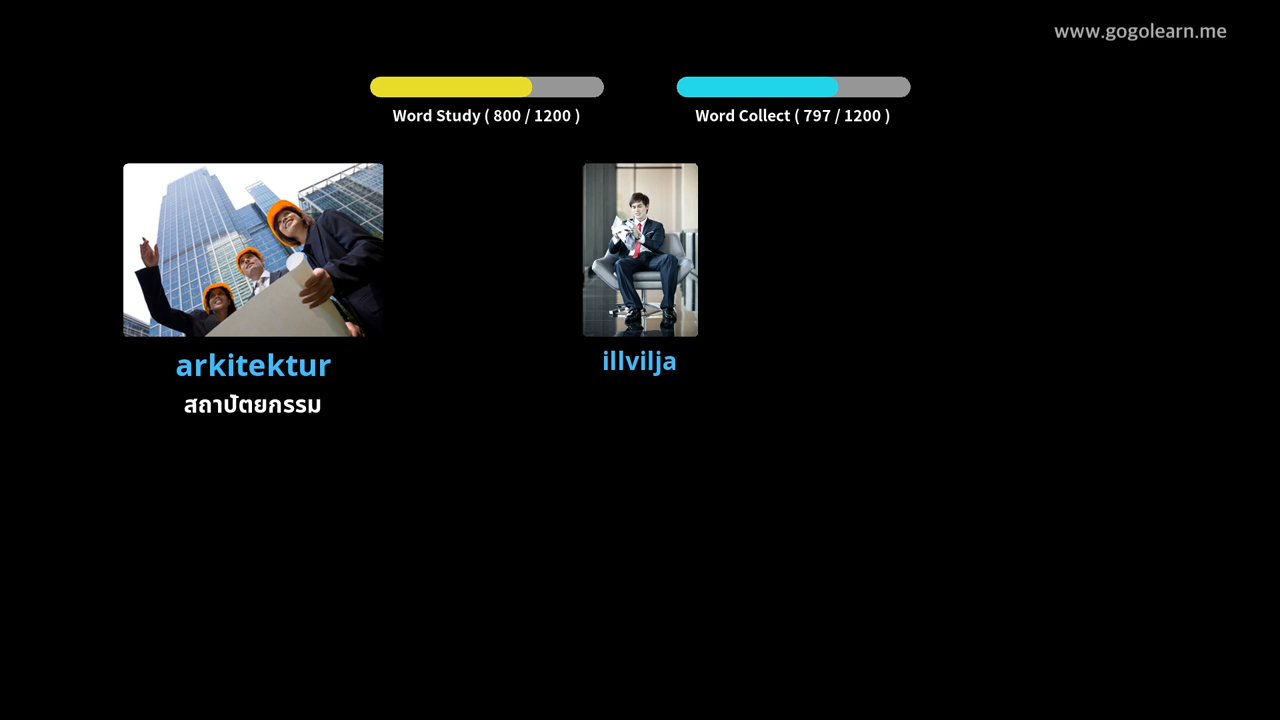 www.gogolearn.me
Word Study ( 800 / 1200 )
Word Collect ( 797 / 1200 )
arkitektur
สถาปัตยกรรม
illvilja